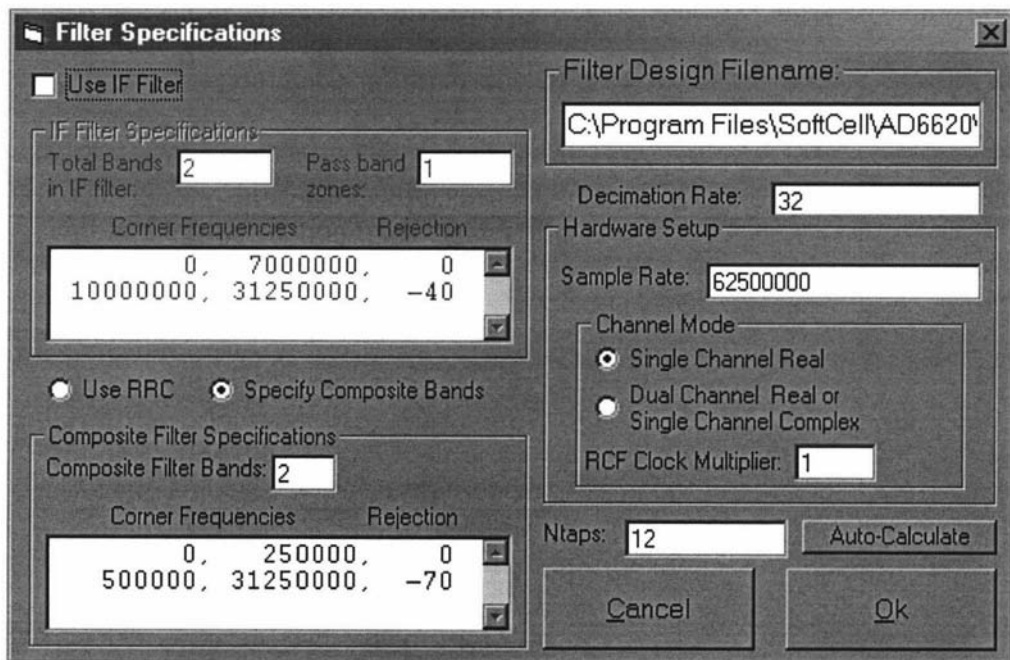 Filter Specifications
Use IF Filter
IF Filter Specifications
Total Bands in IF filter: 2
Pass band zones: 1
Corner Frequencies Rejection
0, 7000000, 0
10000000, 31250000, -40
Use RRC Specify Composite Bands
Composite Filter Specifications
Composite Filter Bands: 2
Corner Frequencies Rejection
0, 250000, 0
500000, 31250000, -70
Filter Design Filename:
C:\Program Files\SoftCell\AD6620\
Decimation Rate: 32
Hardware Setup
Sample Rate: 62500000
Channel Mode
Single Channel Real
Dual Channel Real or
Single Channel Complex
RCF Clock Multiplier: 1
Ntaps: 12
Auto-Calculate
Cancel
Ok